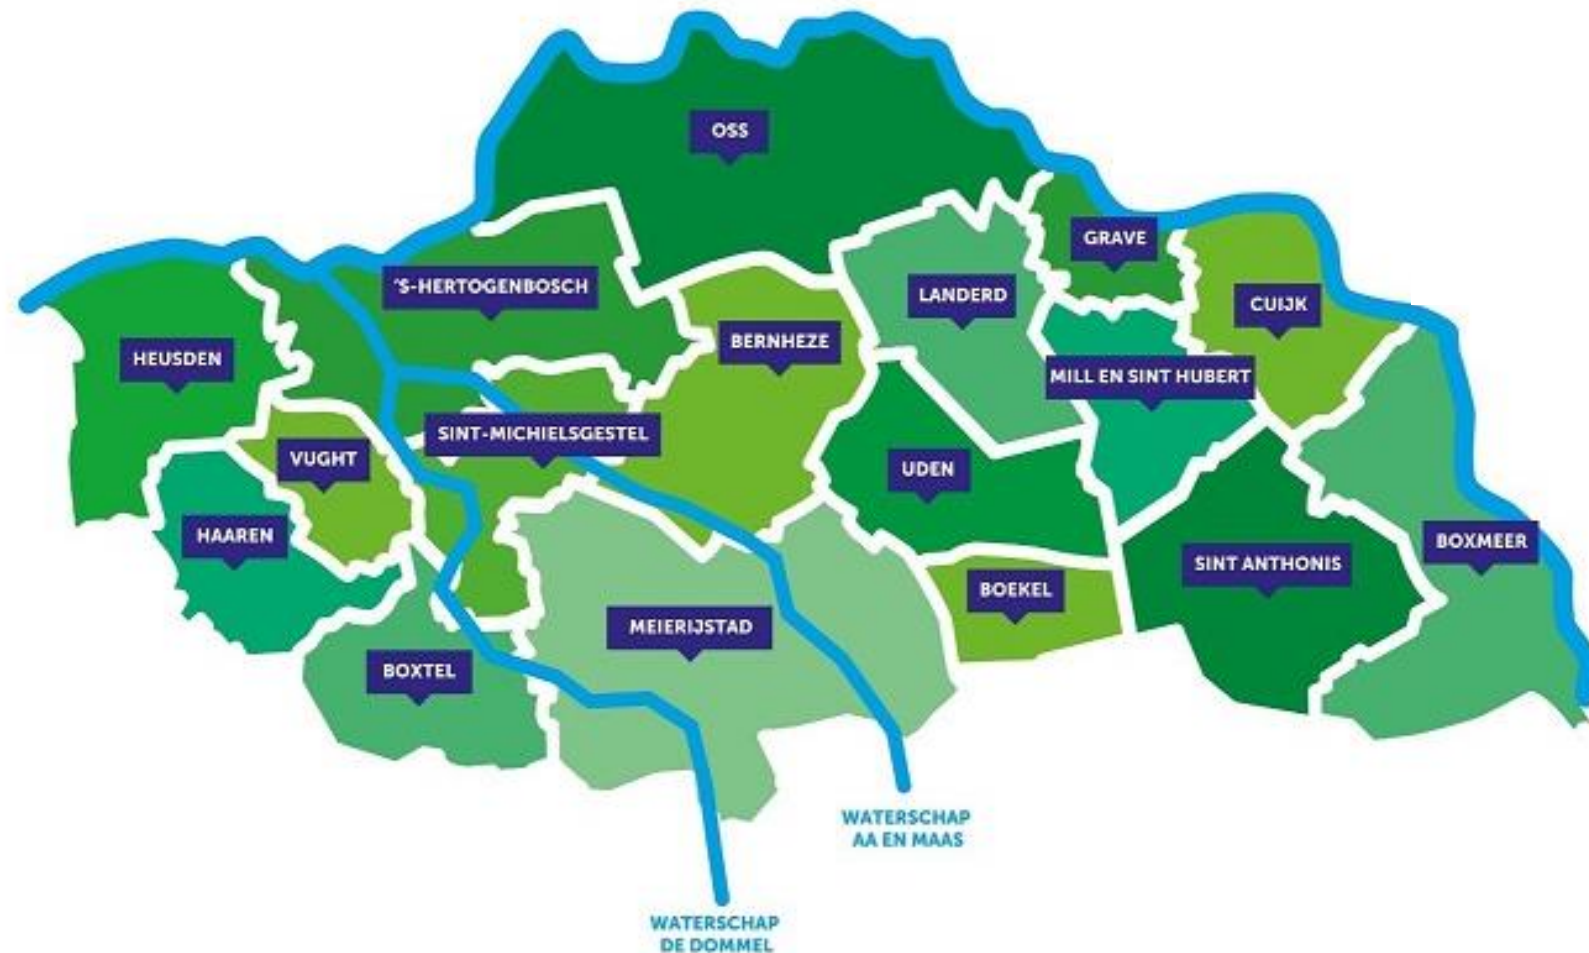 OSS
GRAVE
'S-HERTOGENBOSCH
LANDERD
CUIJK
BERNHEZE
HEUSDEN
MILL EN SINT HUBERT
SINT-MICHIELSGESTEL
VUGHT
UDEN
HAAREN
BOXMEER
SINT ANTHONIS
BOEKEL
MEIERIJSTAD
BOXTEL
WATERSCHAP
AA EN MAAS
WATERSCHAP
DE DOMMEL